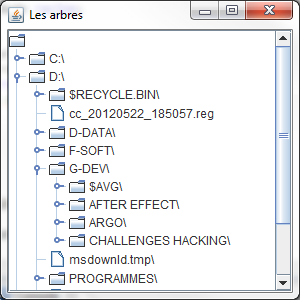 Les arbres
C:\
D:\
$RECYCLE.BIN\
cc_20120522_185057.reg
D-DATA\
F-SOFT\
G-DEV\
$AVG\
AFTER EFFECT\
ARGO\
CHALLENGES HACKING\
msdownld.tmp\
PROGRAMMES\